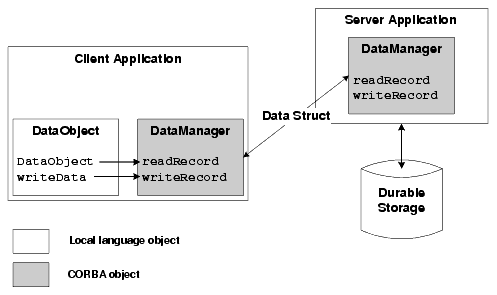 Server Application
DataManager
readRecord
writeRecord
Client Application
Data Struct
DataObject
DataManager
DataObject
readRecord
writeData
writeRecord
Durable
Storage
Local language object
CORBA object